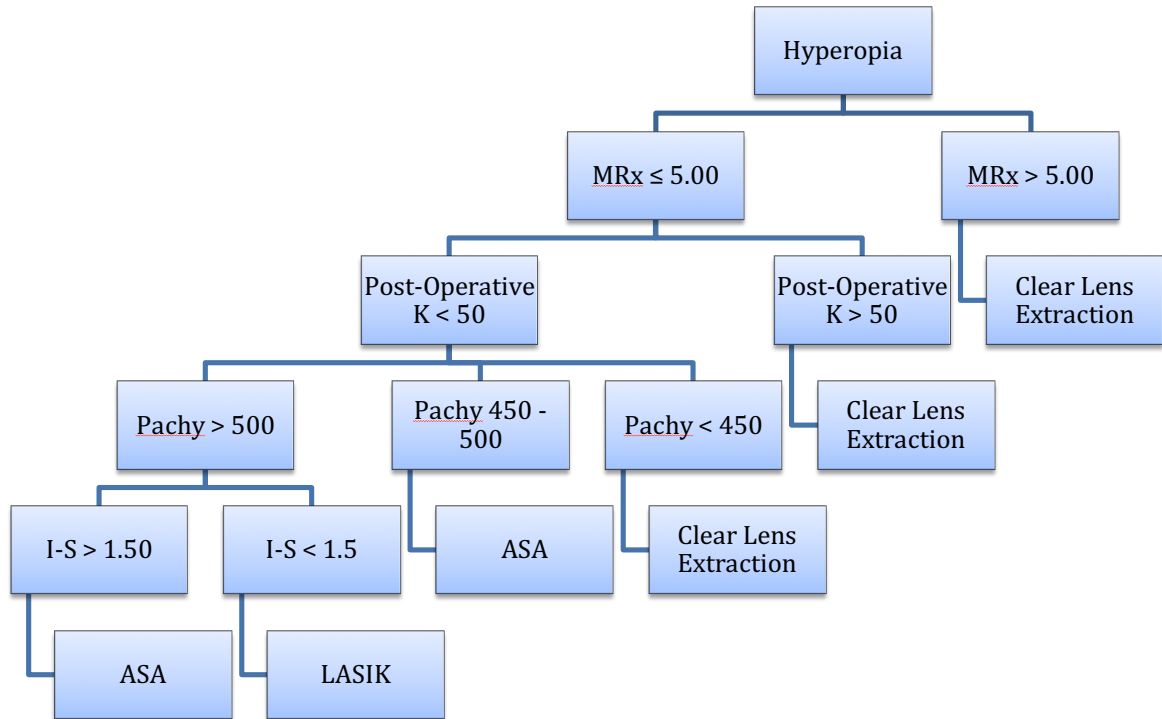 Hyperopia
MRx ≤ 5.00
MRx > 5.00
Post-Operative
K < 50
Post-Operative
K > 50
Clear Lens
Extraction
Pachy > 500
Pachy 450 -
500
Pachy < 450
Clear Lens
Extraction
I-S > 1.50
I-S < 1.5
ASA
Clear Lens
Extraction
ASA
LASIK